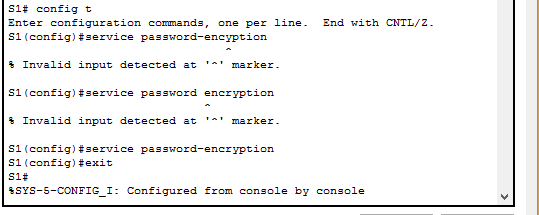 S1# config t
Enter configuration commands, one per line.  End with CNTL/Z.
S1(config)#service password-encyption
^
% Invalid input detected at '^' marker.
S1(config)#service password encryption
^
% Invalid input detected at '^' marker.
S1(config)#service password-encryption
S1(config)#exit
S1#
%SYS-5-CONFIG_I: Configured from console by console